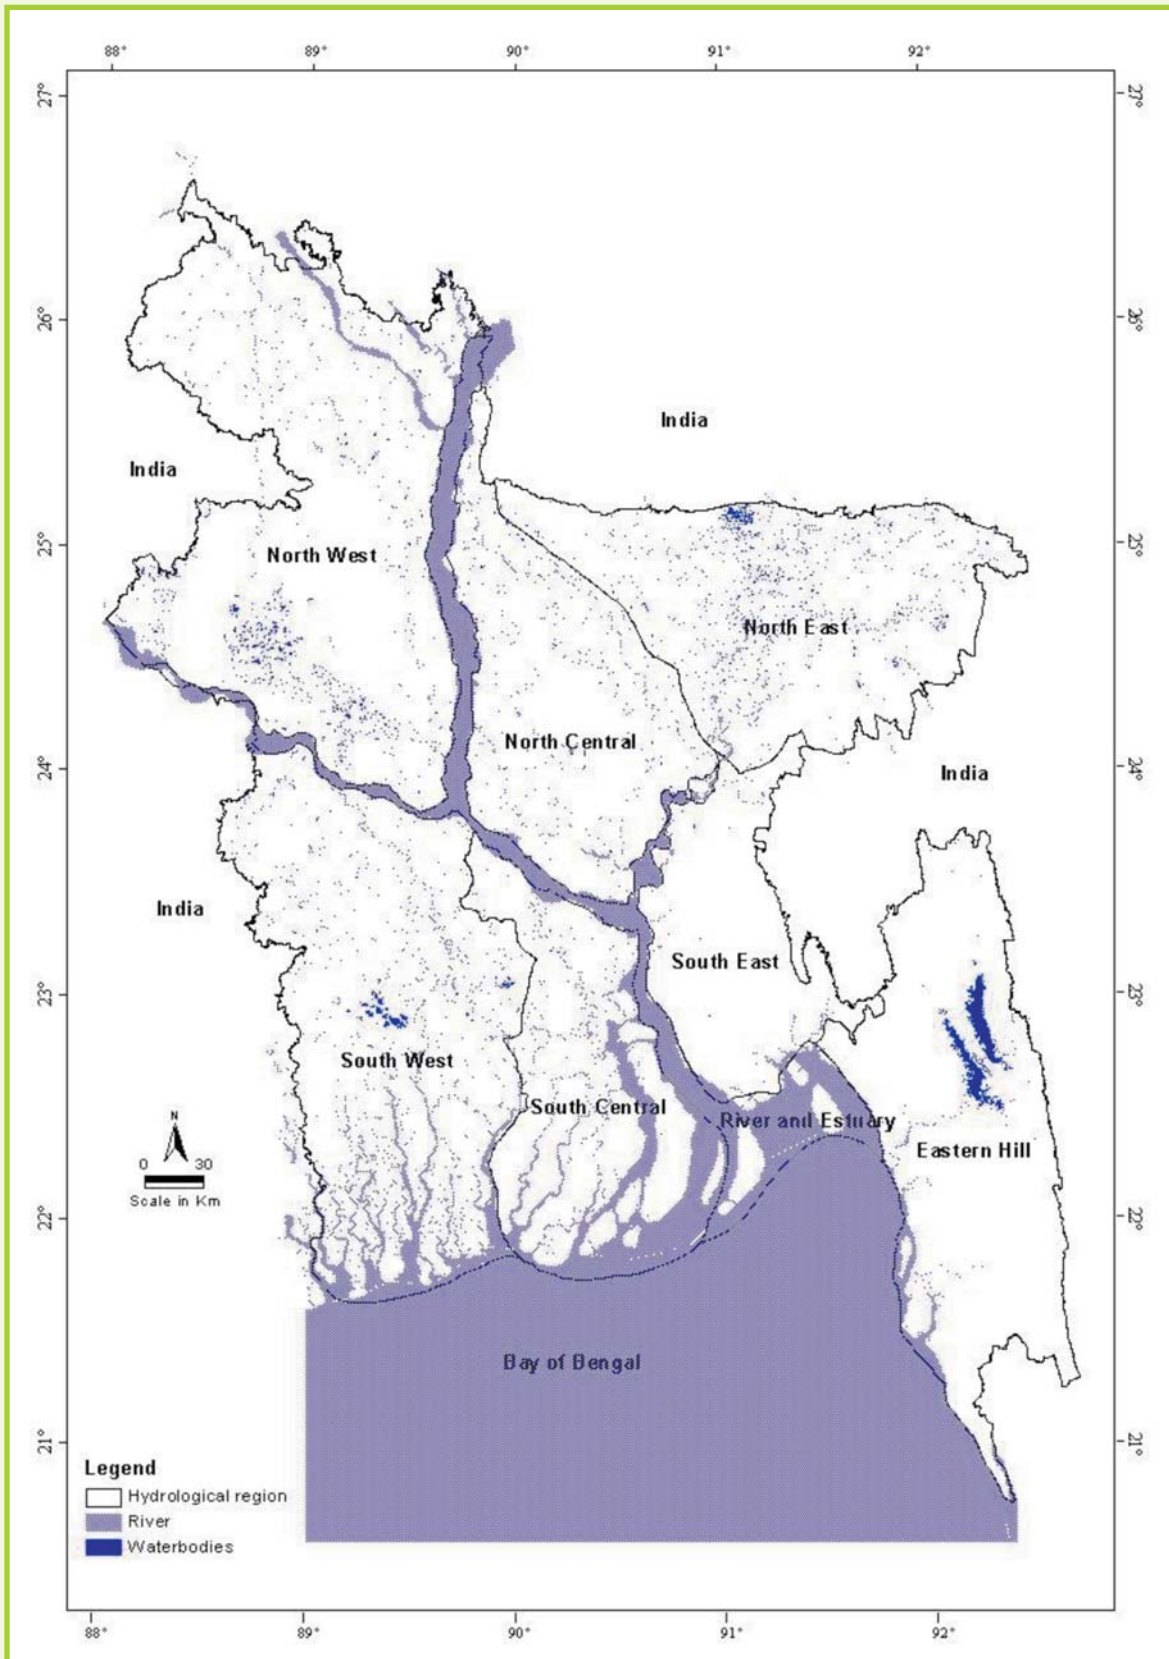 88° 89° 90° 91° 92°
27° 27°
26° 26°
India
India
25° 25°
North West
North East
North Central
24° 24°
India
India
South East
23° 23°
South West
South Central
River and Estuary
Eastern Hill
N
0 30
Scale in Km
22° 22°
Bay of Bengal
21° 21°
Legend
Hydrological region
River
Waterbodies
88° 89° 90° 91° 92°